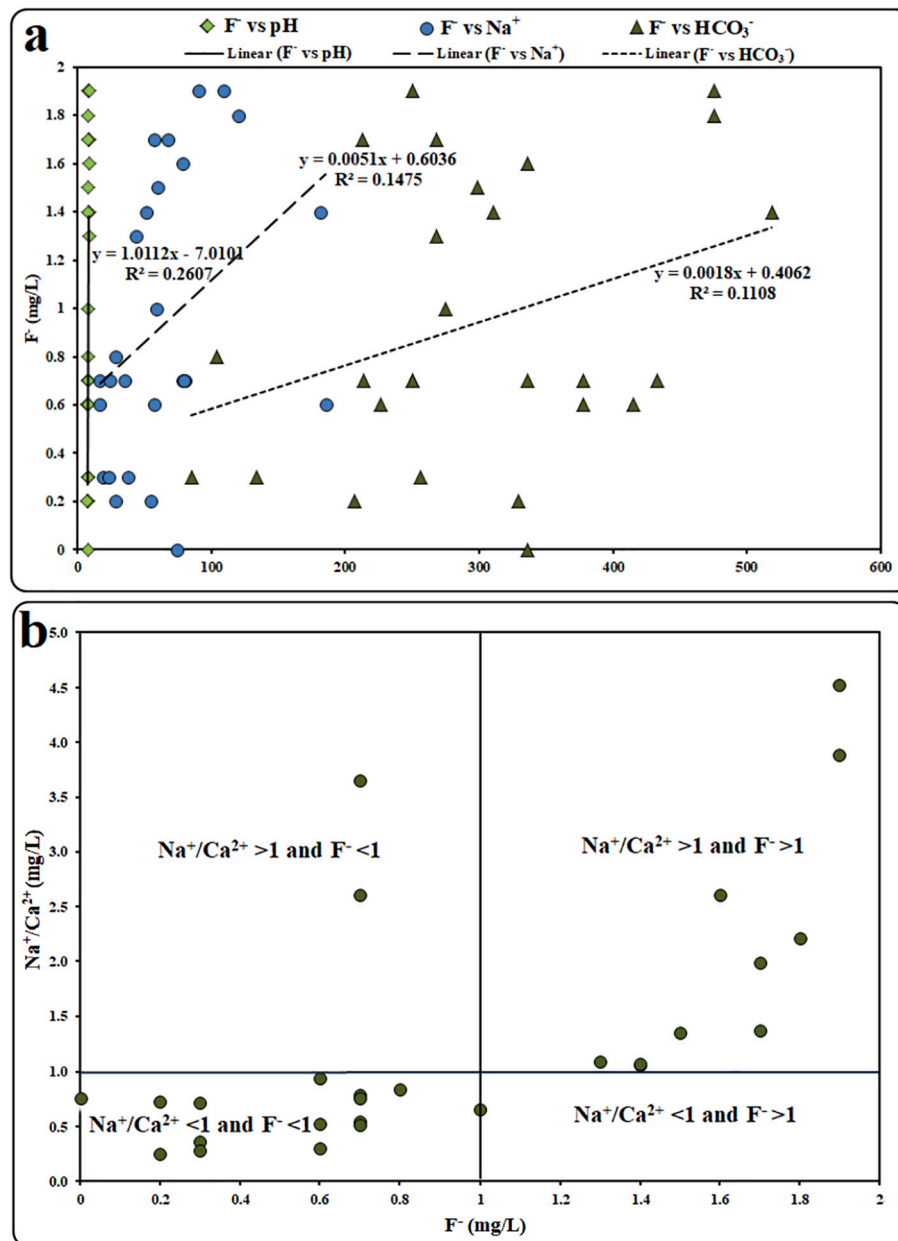 a
F⁻ vs pH F⁻ vs Na⁺ F⁻ vs HCO₃⁻
Linear (F⁻ vs pH) Linear (F⁻ vs Na⁺) Linear (F⁻ vs HCO₃⁻)
2
1.8
1.6
1.4
1.2
1
0.8
0.6
0.4
0.2
0
F⁻ (mg/L)
y = 0.0051x + 0.6036
R² = 0.1475
y = 1.0112x - 7.0101
R² = 0.2607
y = 0.0018x + 0.4062
R² = 0.1108
0 100 200 300 400 500 600
b
5.0
4.5
4.0
3.5
3.0
2.5
2.0
1.5
1.0
0.5
0.0
Na⁺/Ca²⁺ (mg/L)
Na⁺/Ca²⁺ >1 and F⁻ <1
Na⁺/Ca²⁺ >1 and F⁻ >1
Na⁺/Ca²⁺ <1 and F⁻ <1
Na⁺/Ca²⁺ <1 and F⁻ >1
0 0.2 0.4 0.6 0.8 1 1.2 1.4 1.6 1.8 2
F⁻ (mg/L)